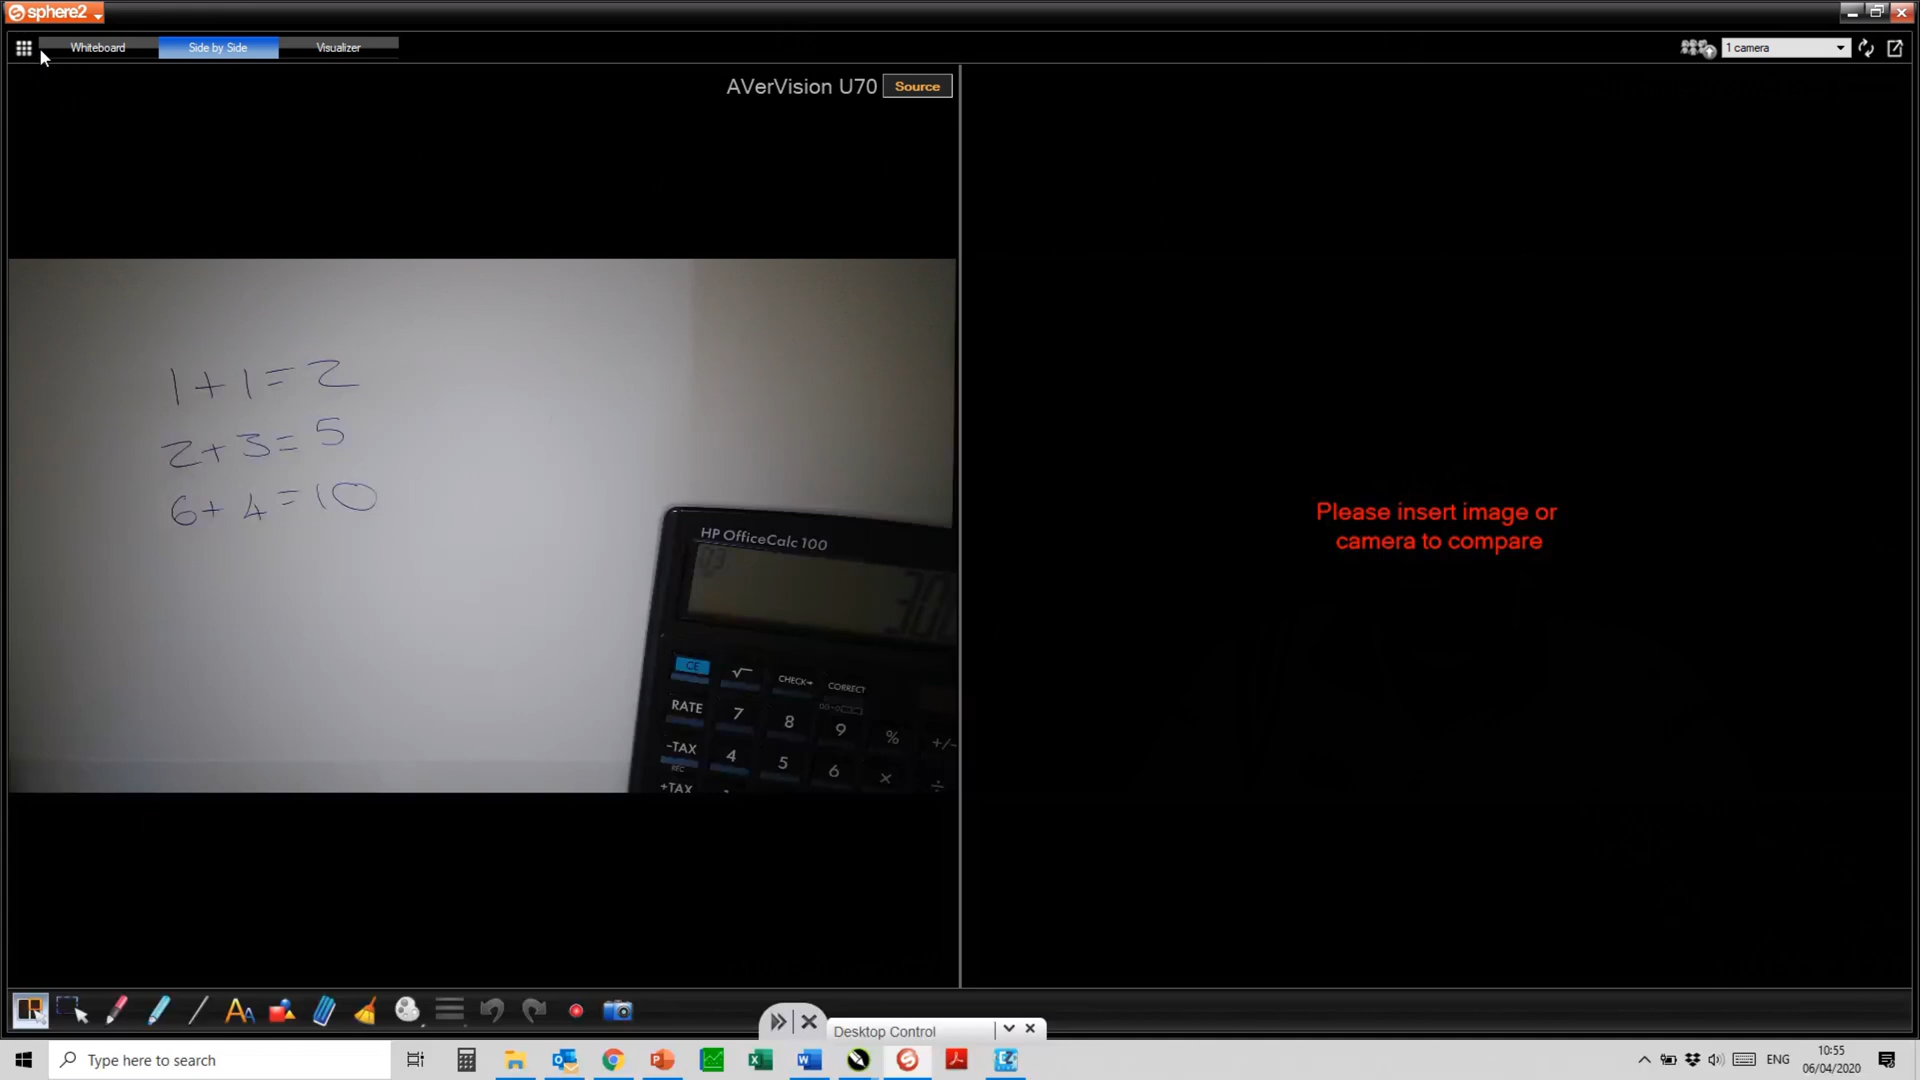 sphere2
Whiteboard
Side by Side
Visualizer
1 camera
AVerVision U70
Source
1+1=2
2+3=5
6+4=10
HP OfficeCalc 100
CE
√
CHECK→
CORRECT
RATE
7
8
9
%
+/-
-TAX
4
5
6
×
÷
REC
+TAX
Please insert image or
camera to compare
Desktop Control
Type here to search
ENG
10:55
06/04/2020